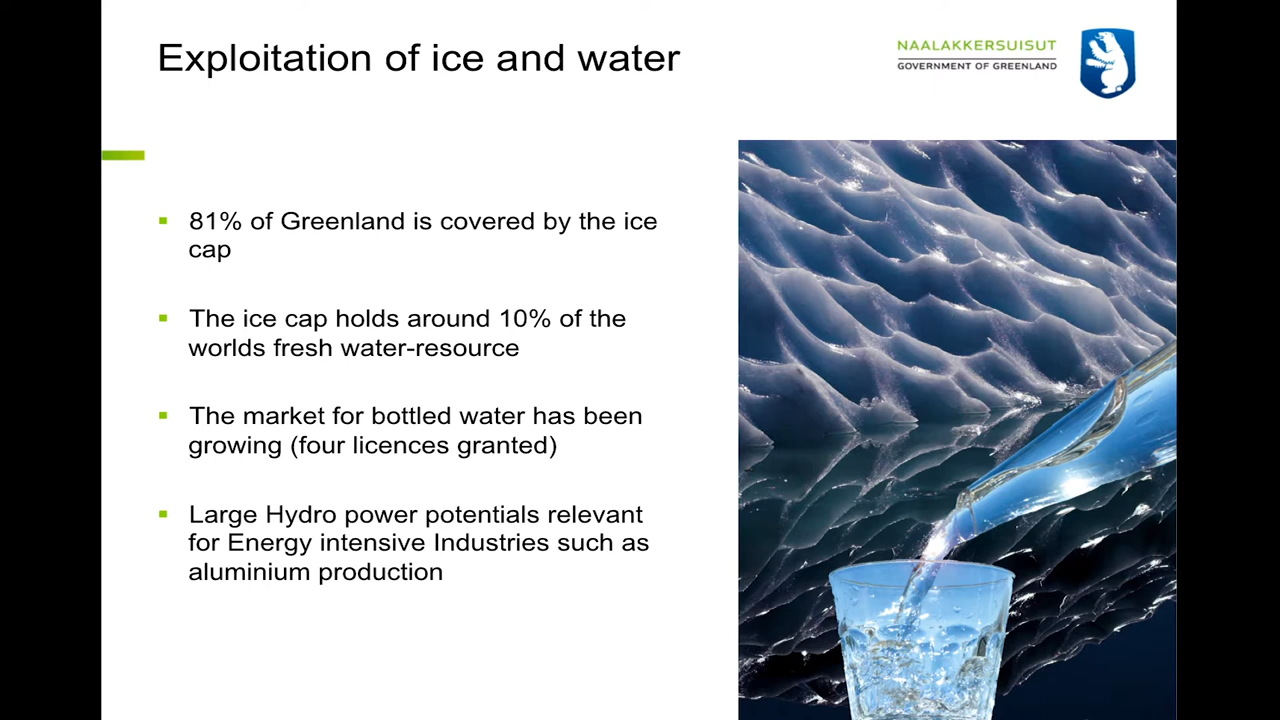 Exploitation of ice and water
NAALAKKERSUISUT
GOVERNMENT OF GREENLAND
81% of Greenland is covered by the ice
cap
The ice cap holds around 10% of the
worlds fresh water-resource
The market for bottled water has been
growing (four licences granted)
Large Hydro power potentials relevant
for Energy intensive Industries such as
aluminium production